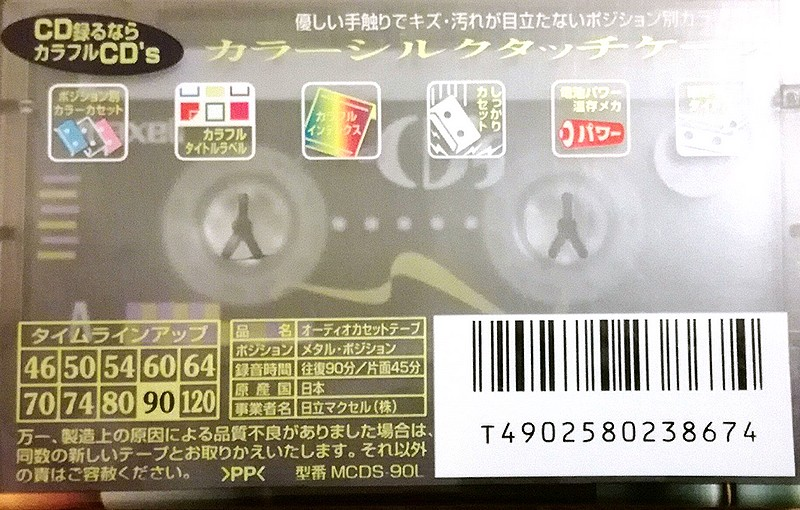 CD録るなら
カラフルCD's
優しい手触りでキズ・汚れが目立たないポジション別カラ
カラーシルクタッチケー
ポジション別
カラーカセット
カラフル
タイトルラベル
カラフル
インデックス
しっかり
カセット
電池パワー
温存メカ
パワー
maxell
CD's
A
タイムラインアップ
46 50 54 60 64
70 74 80 90 120
品名 オーディオカセットテープ
ポジション メタル・ポジション
録音時間 往復90分/片面45分
原産国 日本
事業者名 日立マクセル(株)
万一、製造上の原因による品質不良がありました場合は、
同数の新しいテープとお取りかえいたします。それ以外
の責はご容赦ください。 >PP< 型番 MCDS-90L
T4902580238674